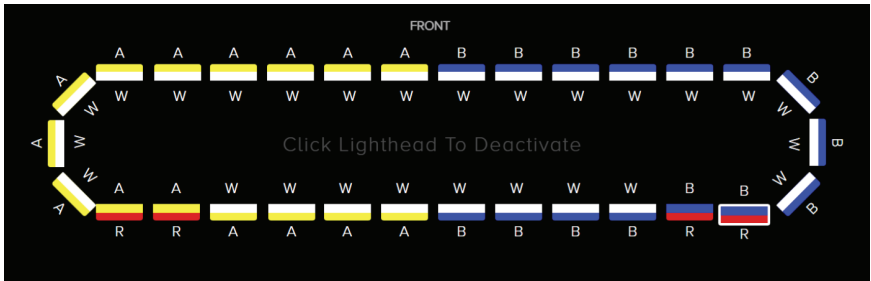 FRONT
A A A A A A B B B B B B
A B
W W W W W W W W W W W W
W W
A W Click Lighthead To Deactivate W B
W W
A A W W W W W W W W B B
A B
R R A A A A B B B B R R